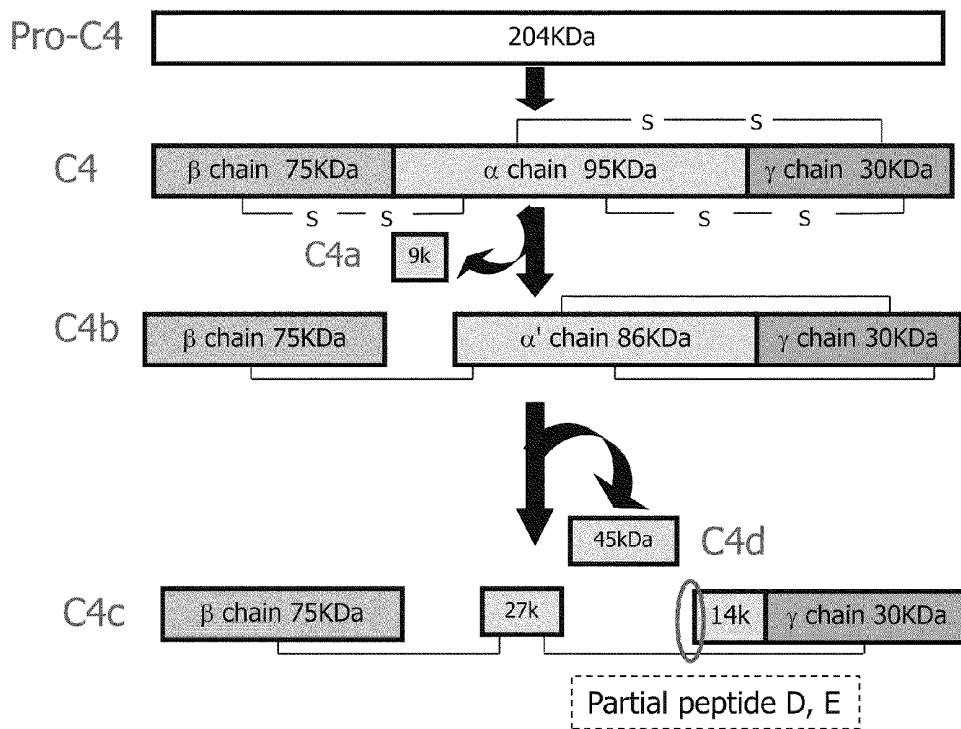 Pro-C4 204KDa
S S
C4 β chain 75KDa α chain 95KDa γ chain 30KDa
S S S S
C4a 9k
C4b β chain 75KDa α' chain 86KDa γ chain 30KDa
45kDa C4d
C4c β chain 75KDa 27k 14k γ chain 30KDa
Partial peptide D, E